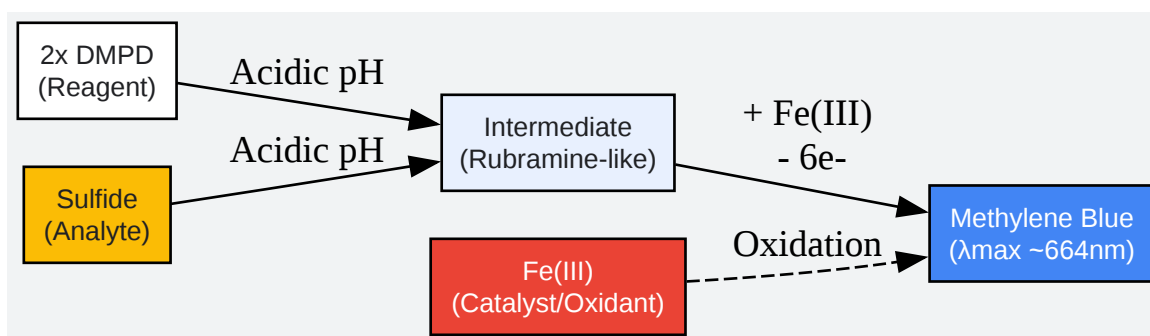 2x DMPD
(Reagent)
Acidic pH
Acidic pH
Sulfide
(Analyte)
Intermediate
(Rubramine-like)
+ Fe(III)
- 6e-
Fe(III)
(Catalyst/Oxidant)
Oxidation
Methylene Blue
(λmax ~664nm)